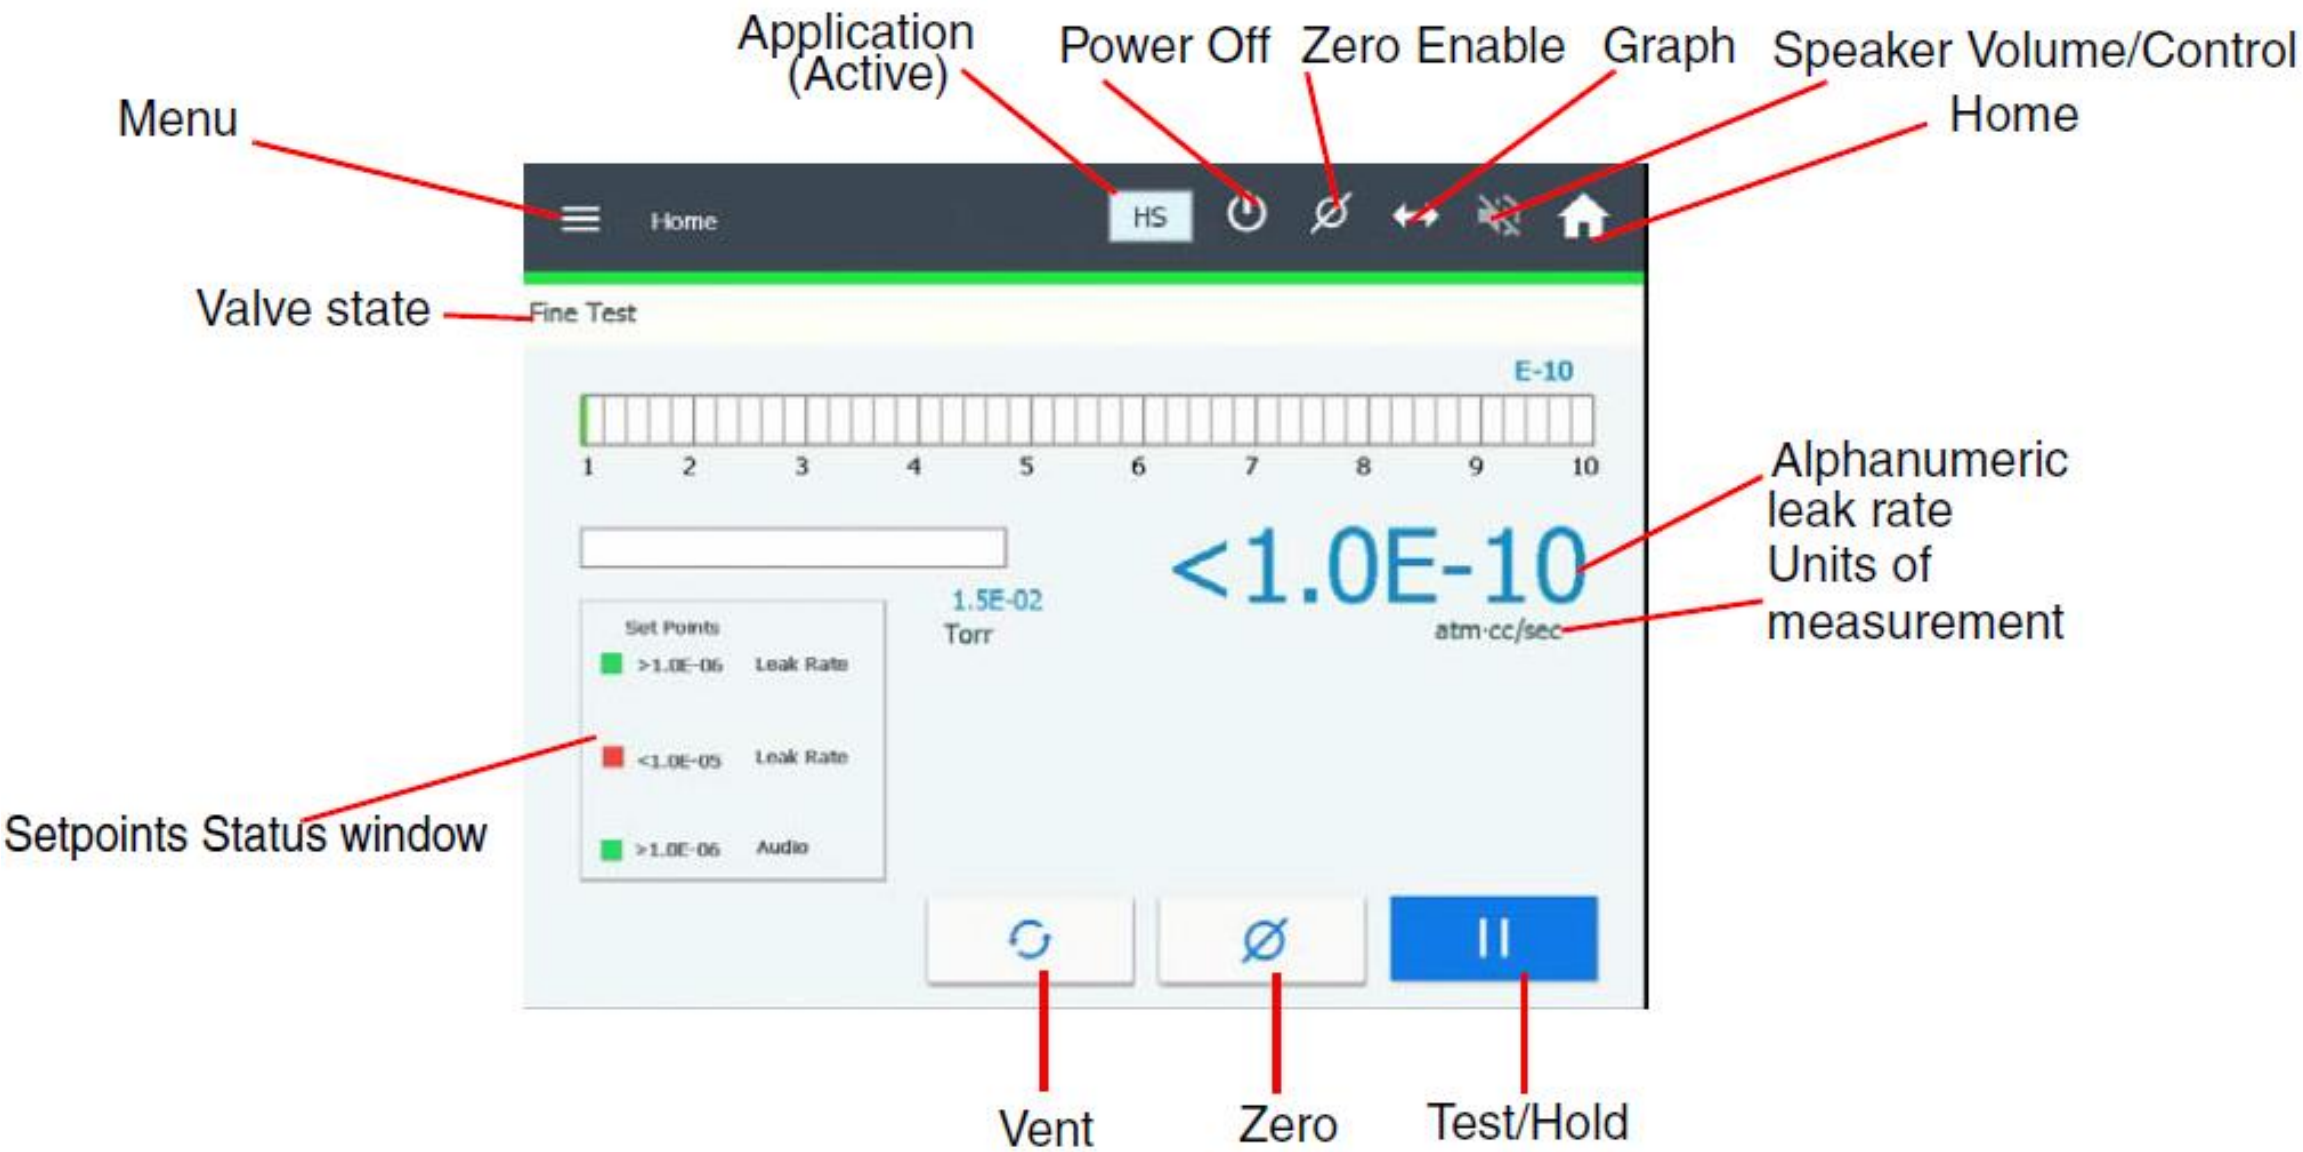 Application
(Active)
Power Off
Zero Enable
Graph
Speaker Volume/Control
Home
Menu
Home
HS
Valve state
Fine Test
E-10
1 2 3 4 5 6 7 8 9 10
<1.0E-10
atm·cc/sec
Alphanumeric
leak rate
Units of
measurement
1.5E-02
Torr
Set Points
>1.0E-06 Leak Rate
<1.0E-05 Leak Rate
>1.0E-06 Audio
Setpoints Status window
Vent
Zero
Test/Hold